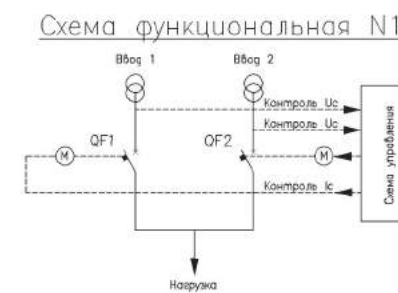 Схема функциональная N1
Ввод 1
Ввод 2
Контроль Uc
Контроль Uc
QF1
QF2
M
M
Контроль Ic
Схема управления
Нагрузка